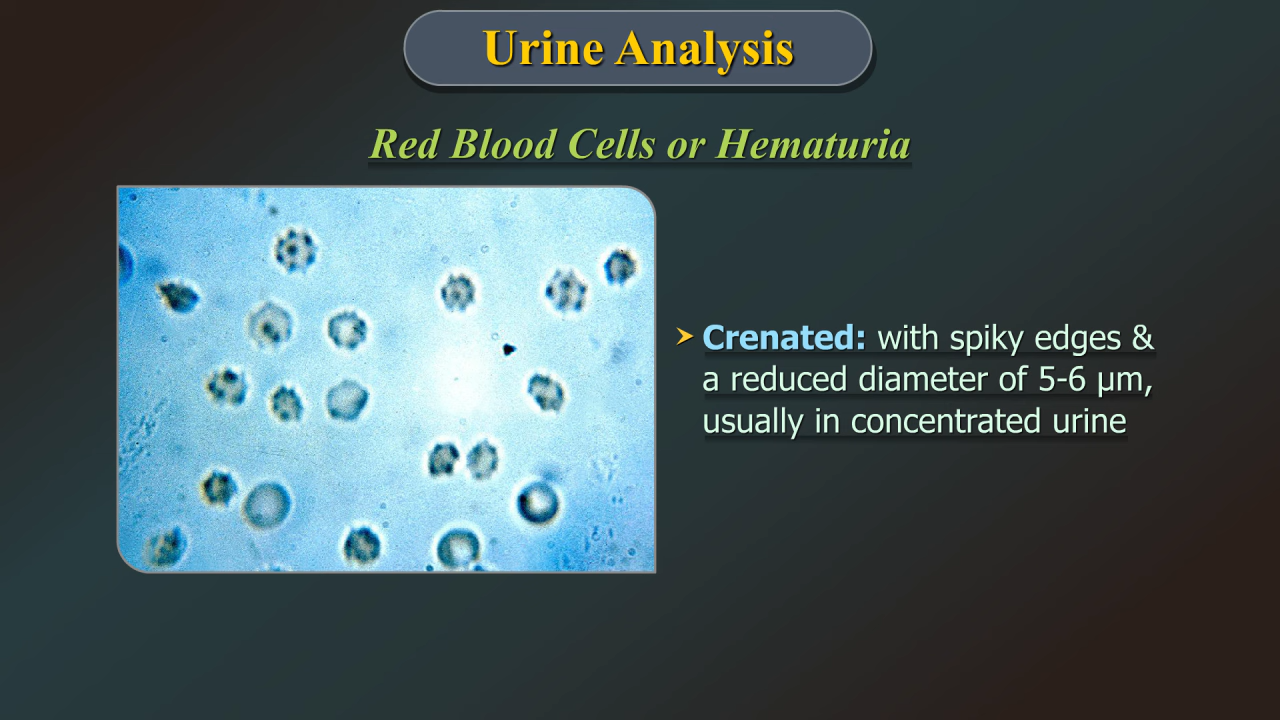 Urine Analysis
Red Blood Cells or Hematuria
Crenated: with spiky edges &
a reduced diameter of 5-6 µm,
usually in concentrated urine